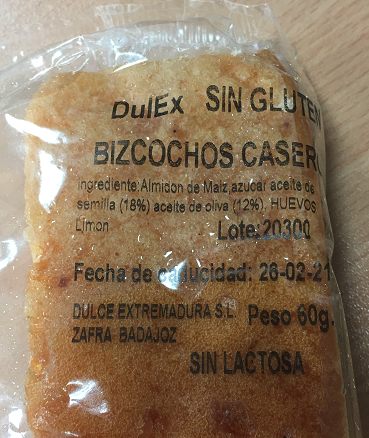 DulEx SIN GLUTEN
BIZCOCHOS CASERO
ingrediente:Almidon de Maiz,azucar aceite de
semilla (18%) aceite de oliva (12%), HUEVOS
Limon
Lote:20300
Fecha de caducidad: 26-02-21
DULCE EXTREMADURA S.L. Peso 60g.
ZAFRA BADAJOZ
SIN LACTOSA